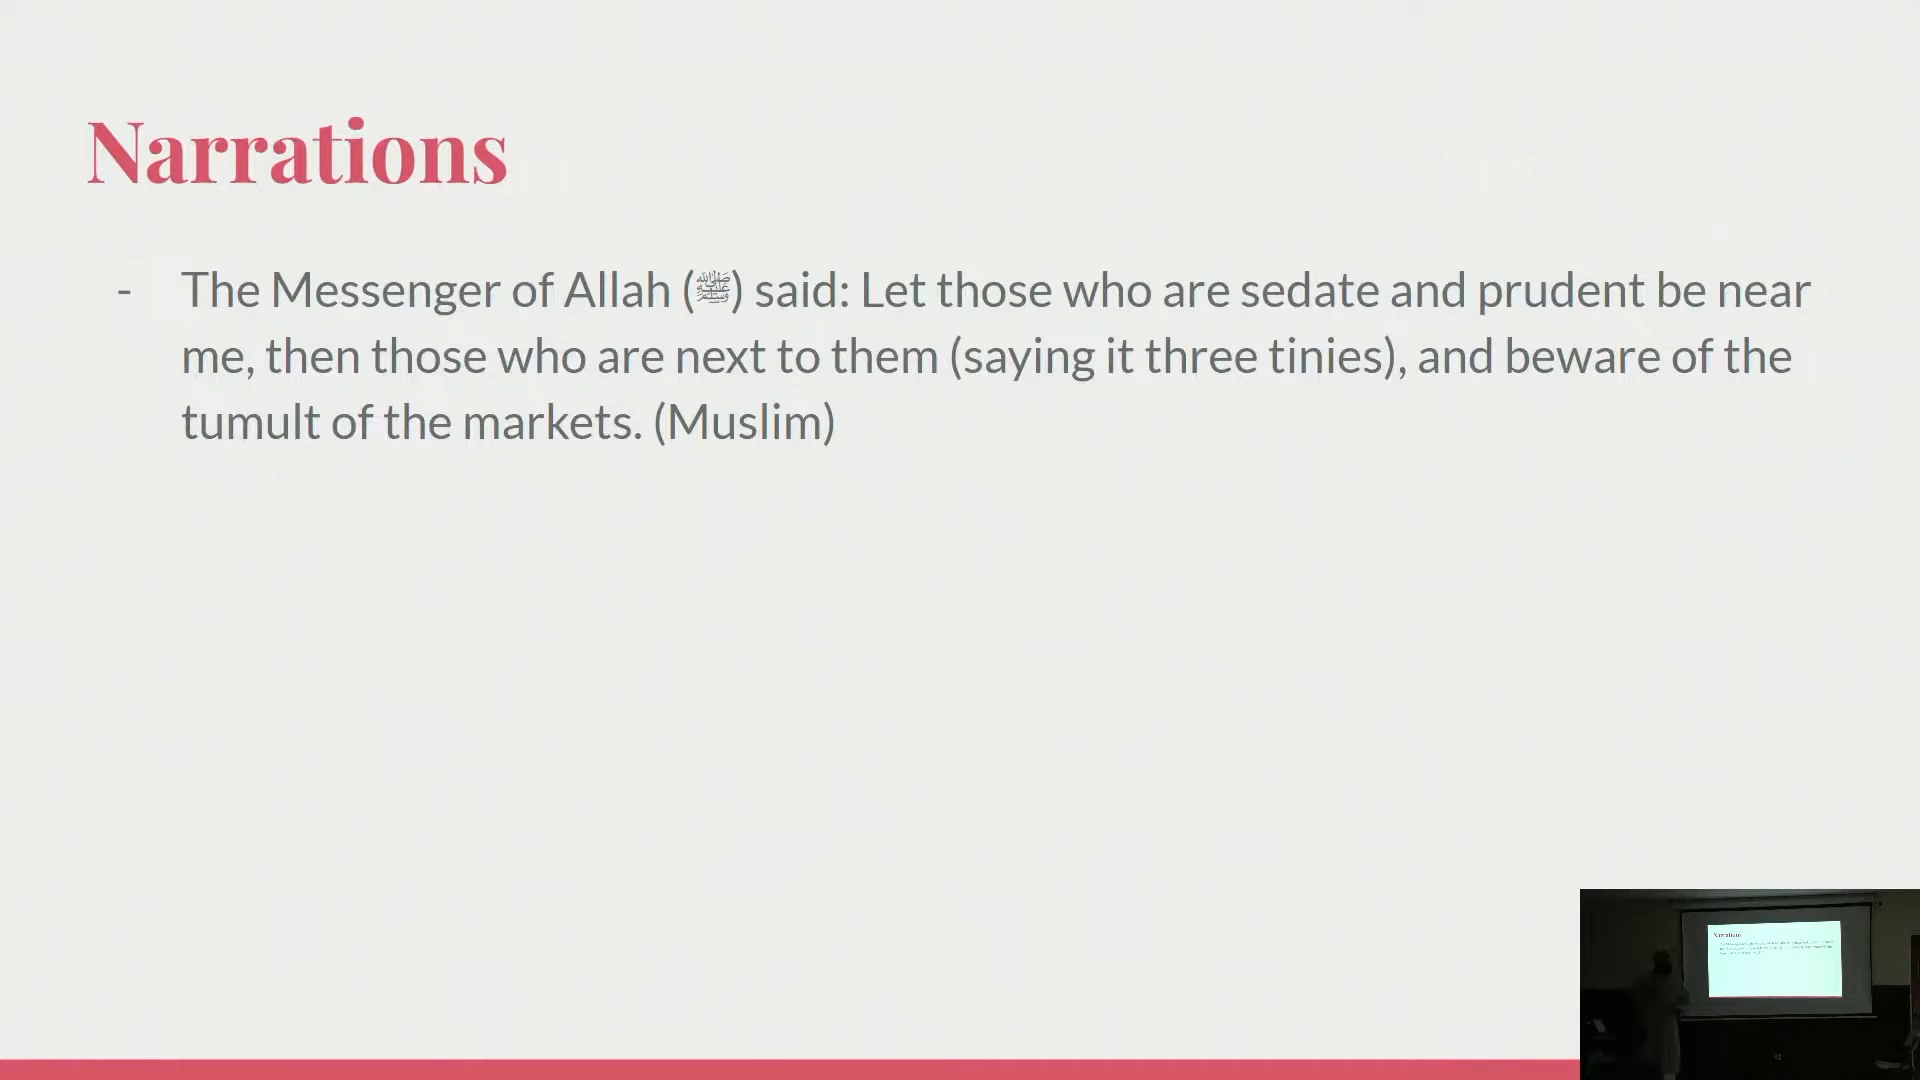 Narrations
- The Messenger of Allah (ﷺ) said: Let those who are sedate and prudent be near
me, then those who are next to them (saying it three tinies), and beware of the
tumult of the markets. (Muslim)
Narrations